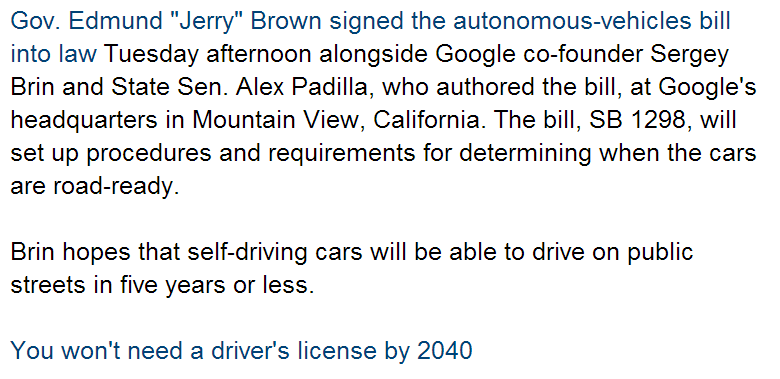 Gov. Edmund "Jerry" Brown signed the autonomous-vehicles bill
into law Tuesday afternoon alongside Google co-founder Sergey
Brin and State Sen. Alex Padilla, who authored the bill, at Google's
headquarters in Mountain View, California. The bill, SB 1298, will
set up procedures and requirements for determining when the cars
are road-ready.
Brin hopes that self-driving cars will be able to drive on public
streets in five years or less.
You won't need a driver's license by 2040